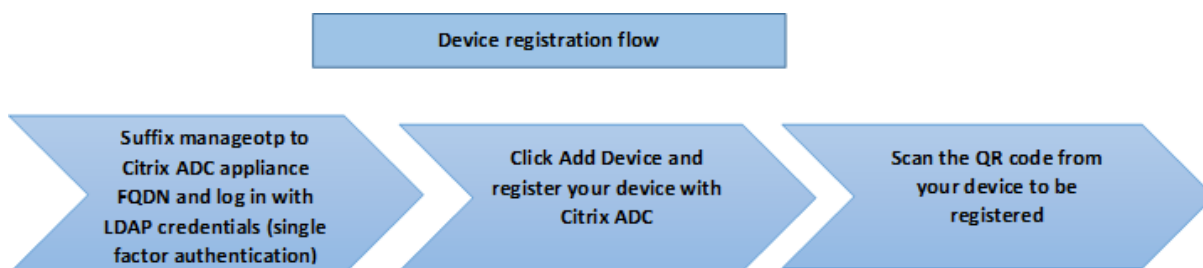 Device registration flow
Suffix manageotp to
Citrix ADC appliance
FQDN and log in with
LDAP credentials (single
factor authentication)
Click Add Device and
register your device with
Citrix ADC
Scan the QR code from
your device to be
registered